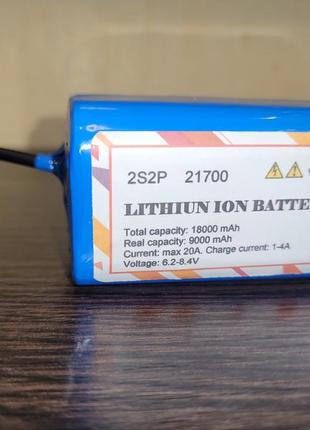 2S2P 21700
LITHIUN ION BATTE
Total capacity: 18000 mAh
Real capacity: 9000 mAh
Current: max 20A. Charge current: 1-4A
Voltage: 6.2-8.4V